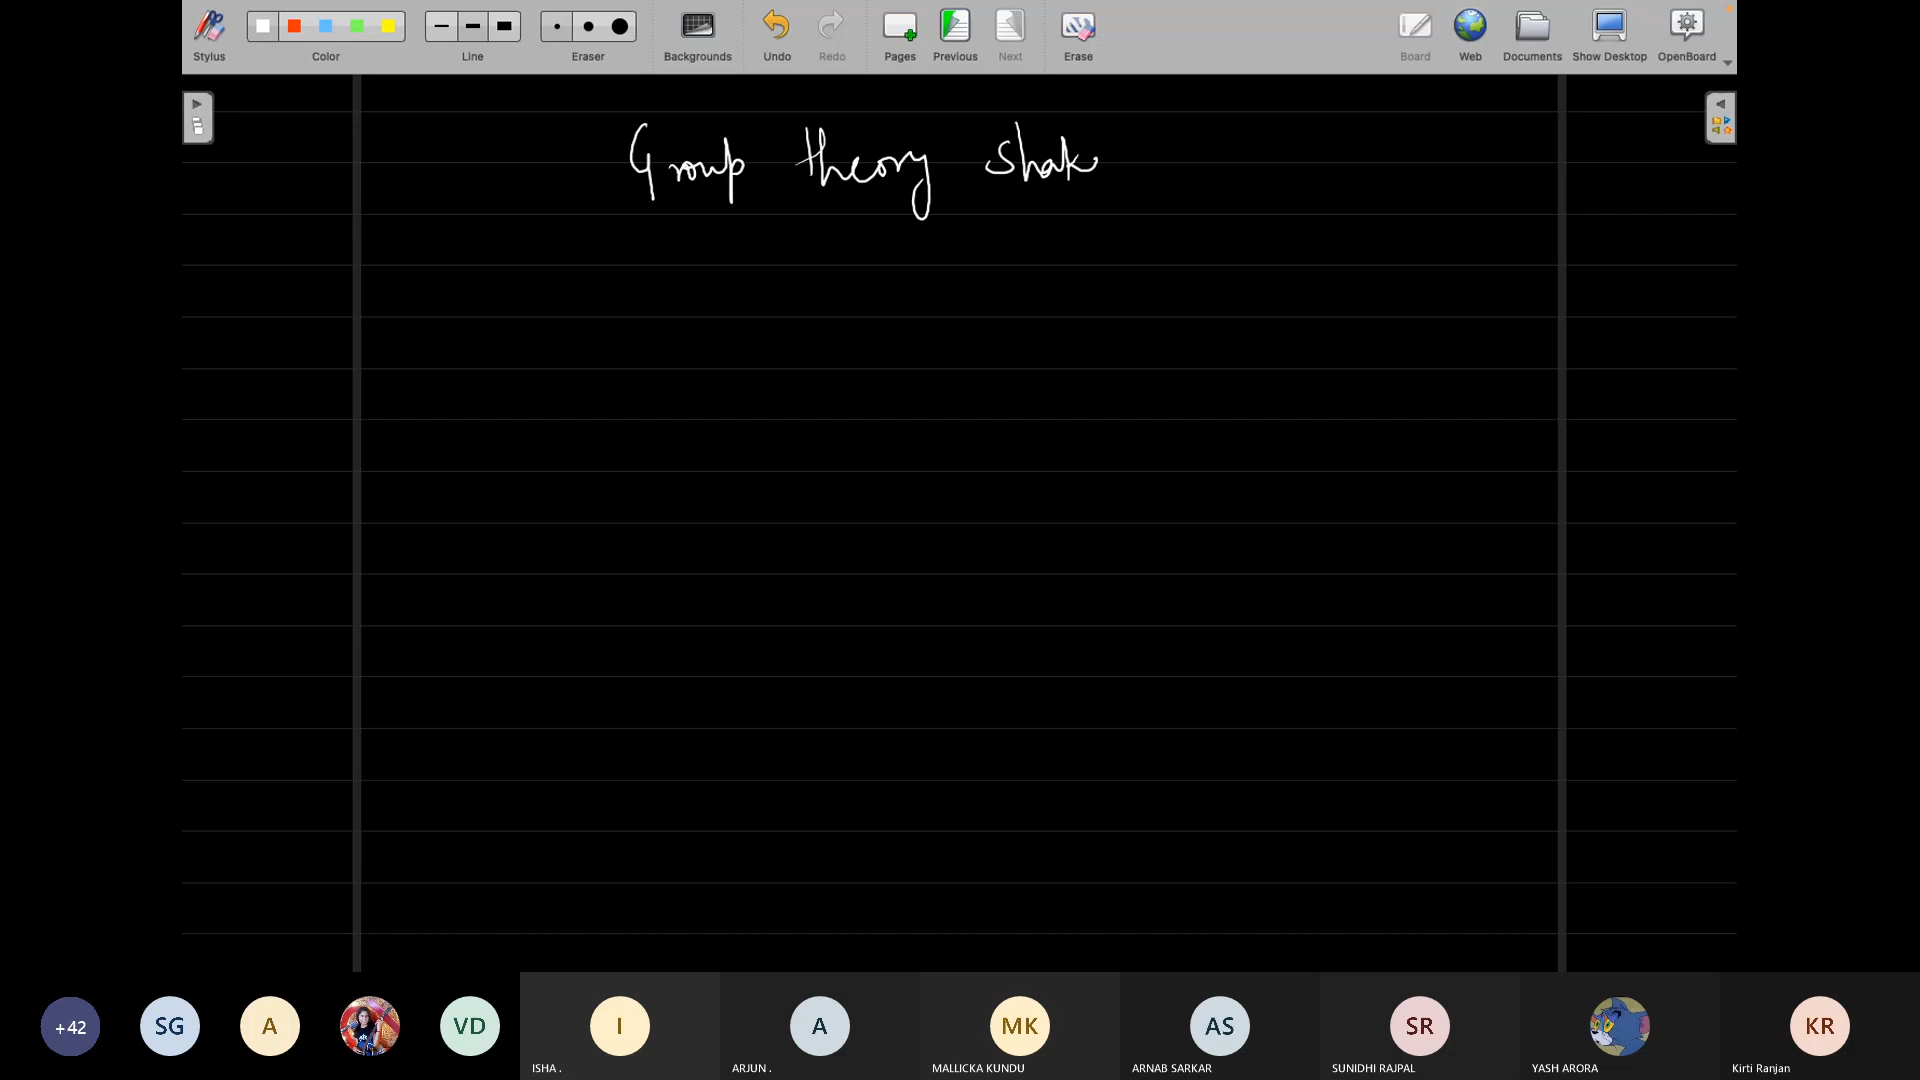 Stylus Color Line Eraser Backgrounds Undo Redo Pages Previous Next Erase Board Web Documents Show Desktop OpenBoard
Group theory shak
+42 SG A VD I A MK AS SR KR
ISHA . ARJUN . MALLICKA KUNDU ARNAB SARKAR SUNIDHI RAJPAL YASH ARORA Kirti Ranjan